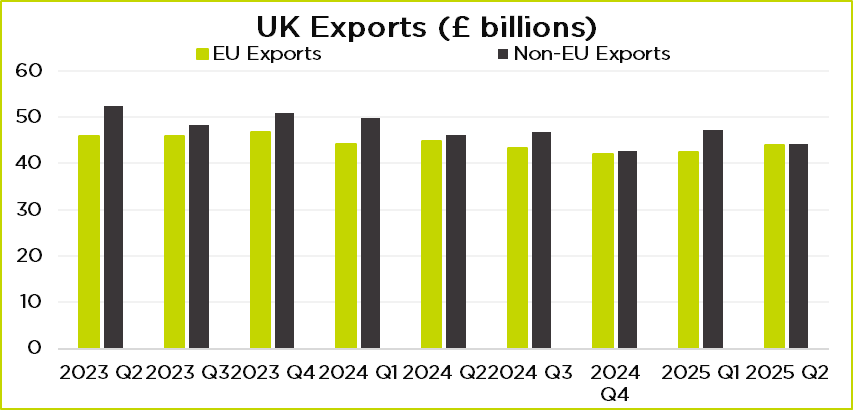 UK Exports (£ billions)
EU Exports Non-EU Exports
60
50
40
30
20
10
0
2023 Q2 2023 Q3 2023 Q4 2024 Q1 2024 Q2 2024 Q3 2024 Q4 2025 Q1 2025 Q2